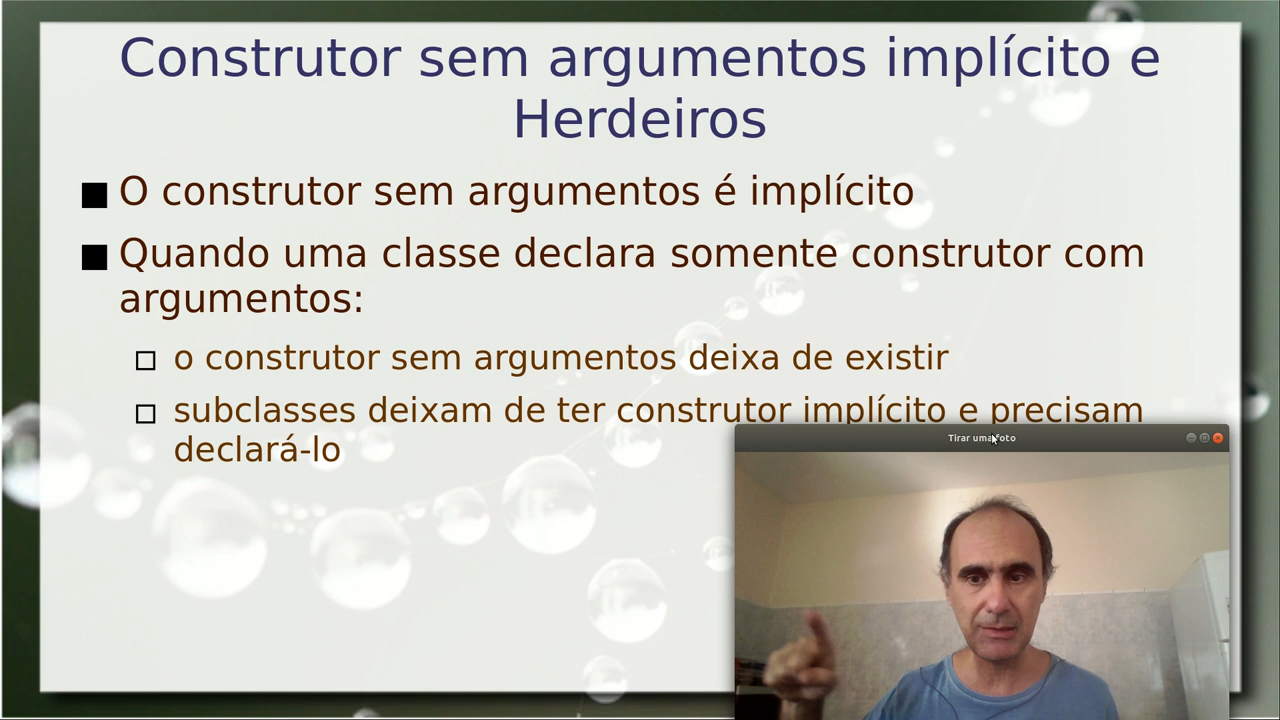 Construtor sem argumentos implícito e
Herdeiros
O construtor sem argumentos é implícito
Quando uma classe declara somente construtor com
argumentos:
o construtor sem argumentos deixa de existir
subclasses deixam de ter construtor implícito e precisam
declará-lo
Tirar uma foto